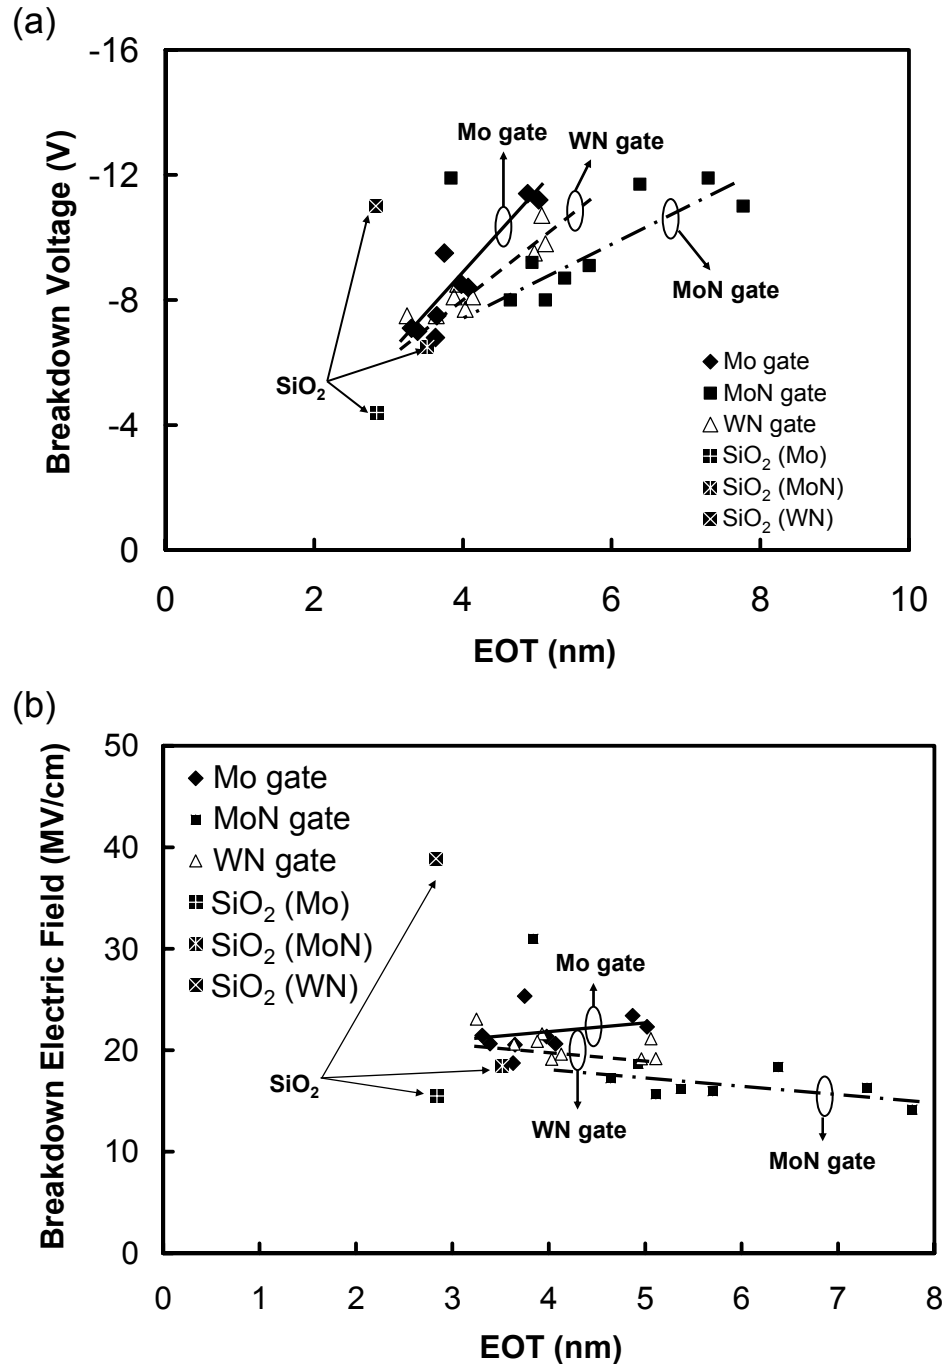 (a)
-16
-12
-8
-4
0
Breakdown Voltage (V)
Mo gate
WN gate
MoN gate
SiO₂
Mo gate
MoN gate
WN gate
SiO₂ (Mo)
SiO₂ (MoN)
SiO₂ (WN)
0 2 4 6 8 10
EOT (nm)
(b)
50
40
30
20
10
0
Breakdown Electric Field (MV/cm)
Mo gate
MoN gate
WN gate
SiO₂ (Mo)
SiO₂ (MoN)
SiO₂ (WN)
Mo gate
SiO₂
WN gate
MoN gate
0 1 2 3 4 5 6 7 8
EOT (nm)